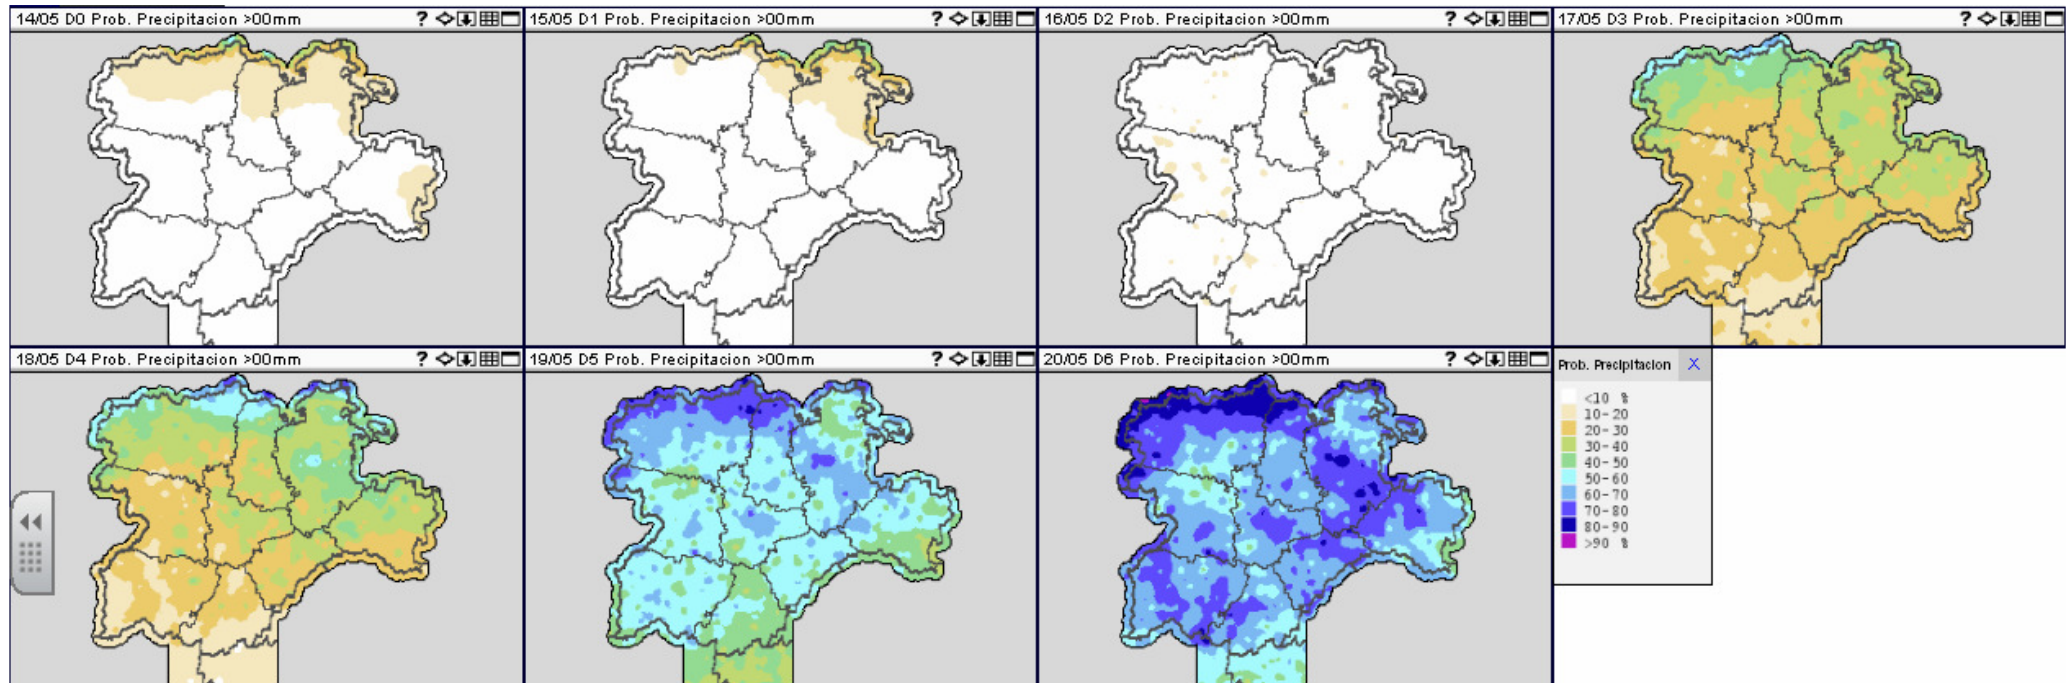 14/05 D0 Prob. Precipitacion >00mm ?
15/05 D1 Prob. Precipitacion >00mm ?
16/05 D2 Prob. Precipitacion >00mm ?
17/05 D3 Prob. Precipitacion >00mm ?
18/05 D4 Prob. Precipitacion >00mm ?
19/05 D5 Prob. Precipitacion >00mm ?
20/05 D6 Prob. Precipitacion >00mm ?
Prob. Precipitacion X
<10 %
10-20
20-30
30-40
40-50
50-60
60-70
70-80
80-90
>90 %